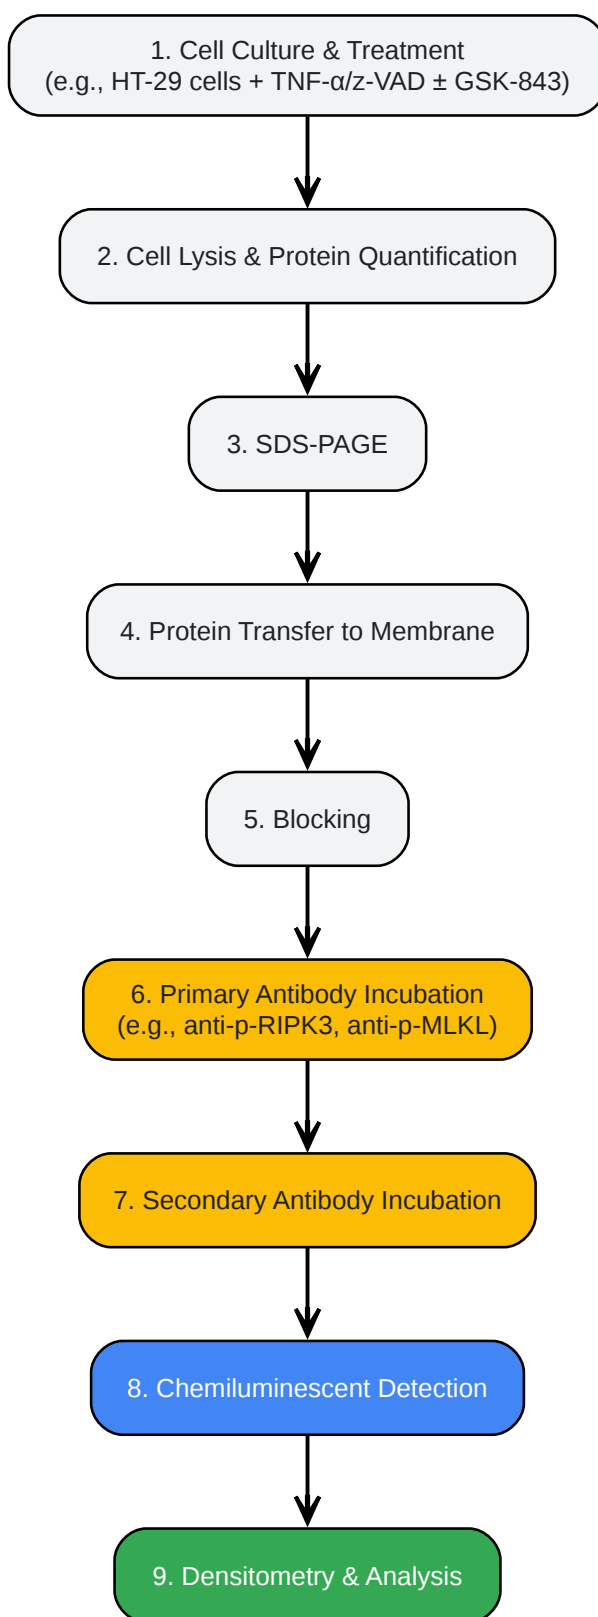 1. Cell Culture & Treatment
(e.g., HT-29 cells + TNF-α/z-VAD ± GSK-843)
2. Cell Lysis & Protein Quantification
3. SDS-PAGE
4. Protein Transfer to Membrane
5. Blocking
6. Primary Antibody Incubation
(e.g., anti-p-RIPK3, anti-p-MLKL)
7. Secondary Antibody Incubation
8. Chemiluminescent Detection
9. Densitometry & Analysis